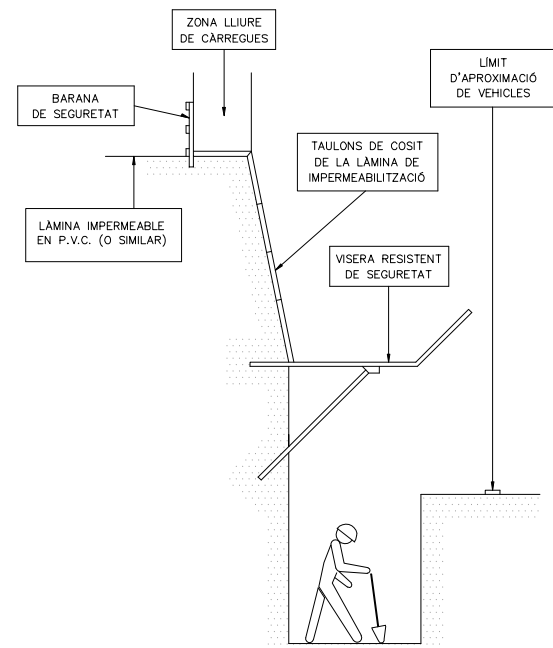 ZONA LLIURE
DE CÀRREGUES
LÍMIT
D'APROXIMACIÓ
DE VEHICLES
BARANA
DE SEGURETAT
TAULONS DE COSIT
DE LA LÀMINA DE
IMPERMEABILITZACIÓ
LÀMINA IMPERMEABLE
EN P.V.C. (O SIMILAR)
VISERA RESISTENT
DE SEGURETAT